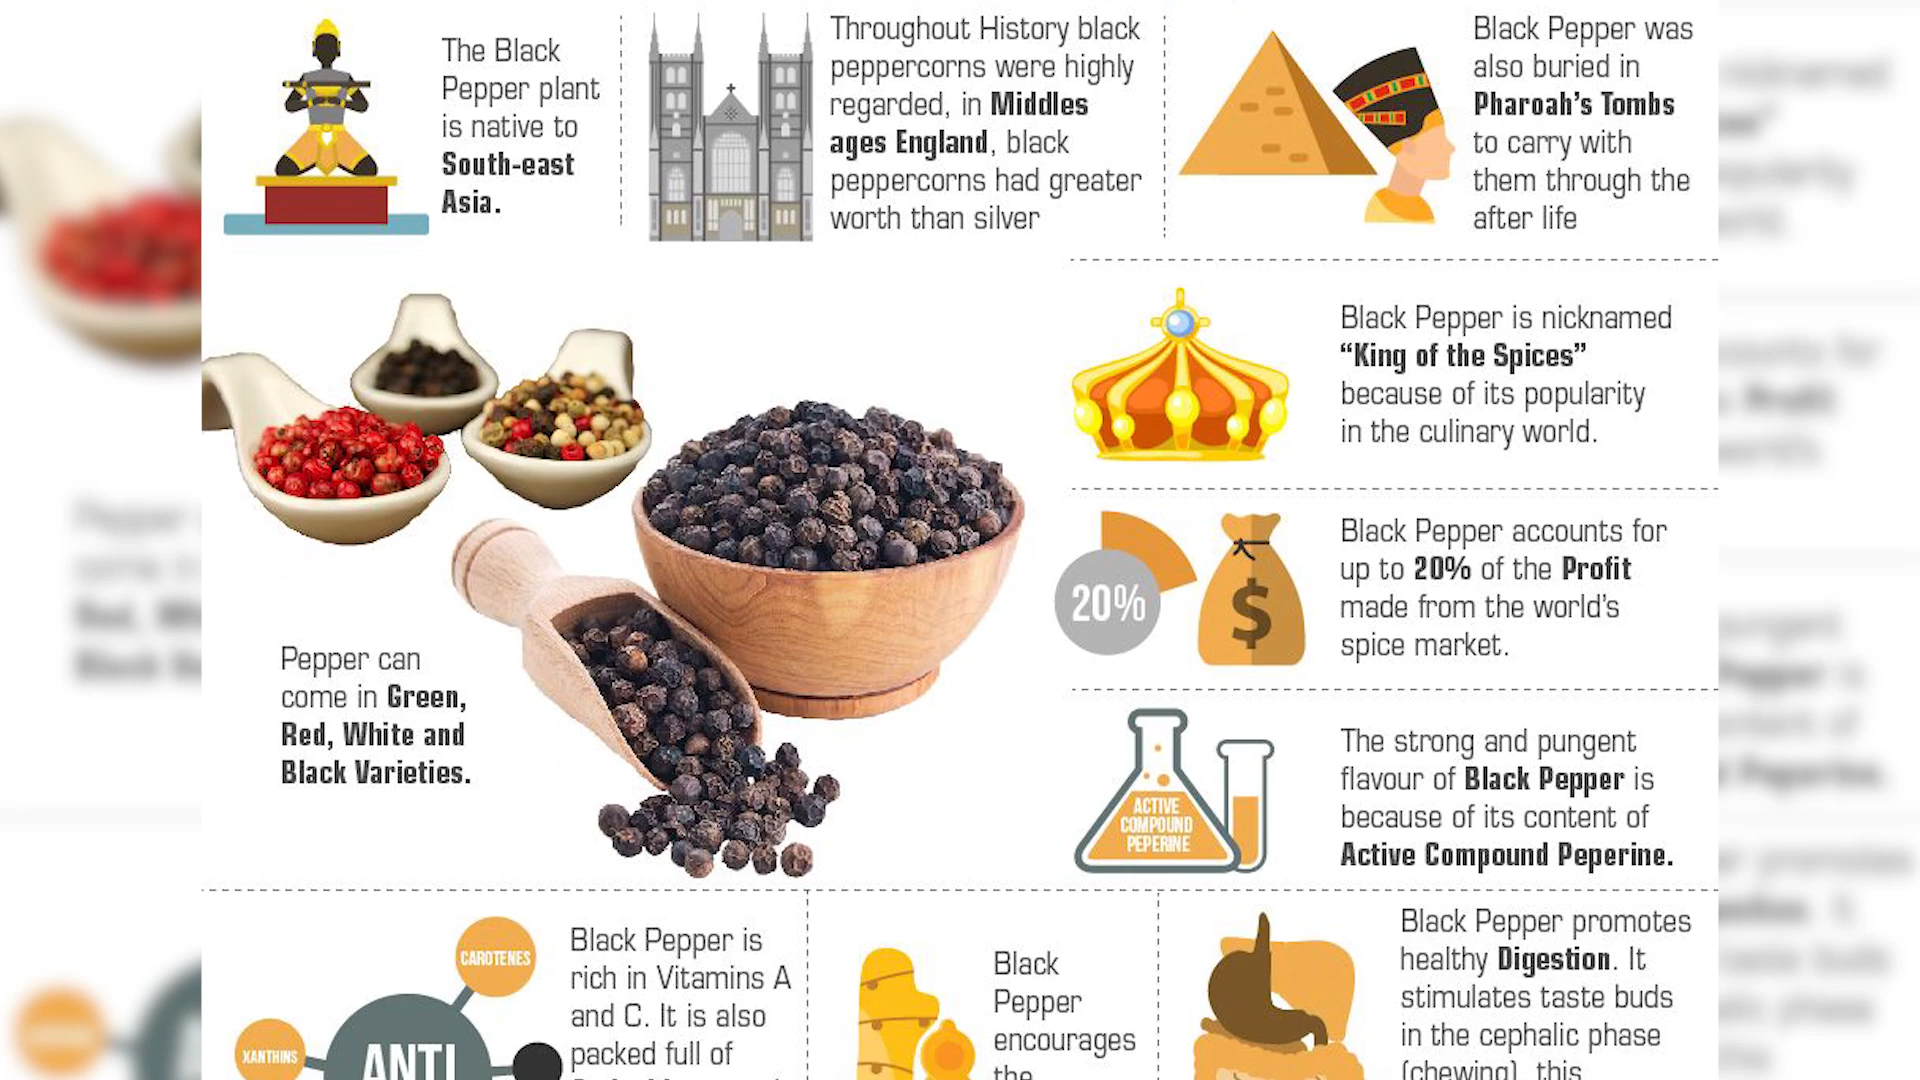 The Black
Pepper plant
is native to
South-east
Asia.
Throughout History black
peppercorns were highly
regarded, in Middles
ages England, black
peppercorns had greater
worth than silver
Black Pepper was
also buried in
Pharoah's Tombs
to carry with
them through the
after life
Black Pepper is nicknamed
“King of the Spices”
because of its popularity
in the culinary world.
20%
Black Pepper accounts for
up to 20% of the Profit
made from the world's
spice market.
$
Pepper can
come in Green,
Red, White and
Black Varieties.
ACTIVE
COMPOUND
PEPERINE
The strong and pungent
flavour of Black Pepper is
because of its content of
Active Compound Peperine.
CAROTENES
XANTHINS
ANTI
Black Pepper is
rich in Vitamins A
and C. It is also
packed full of
Black
Pepper
encourages
the
Black Pepper promotes
healthy Digestion. It
stimulates taste buds
in the cephalic phase
(chewing), this